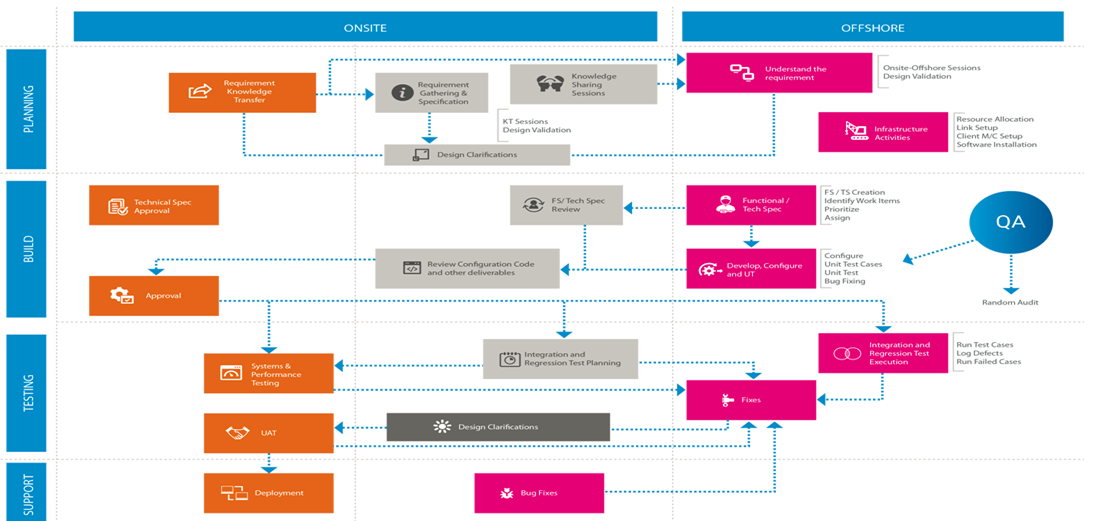 ONSITE
OFFSHORE
PLANNING
Requirement
Knowledge
Transfer
Requirement
Gathering &
Specification
Knowledge
Sharing
Sessions
Understand the
requirement
Onsite-Offshore Sessions
Design Validation
KT Sessions
Design Validation
Design Clarifications
Infrastructure
Activities
Resource Allocation
Link Setup
Client M/C Setup
Software Installation
BUILD
Technical Spec
Approval
FS/ Tech Spec
Review
Functional /
Tech Spec
FS / TS Creation
Identify Work Items
Prioritize
Assign
QA
Review Configuration Code
and other deliverables
Develop, Configure
and UT
Configure
Unit Test Cases
Unit Test
Bug Fixing
Random Audit
Approval
TESTING
Systems &
Performance
Testing
Integration and
Regression Test Planning
Integration and
Regression Test
Execution
Run Test Cases
Log Defects
Run Failed Cases
Fixes
UAT
Design Clarifications
SUPPORT
Deployment
Bug Fixes